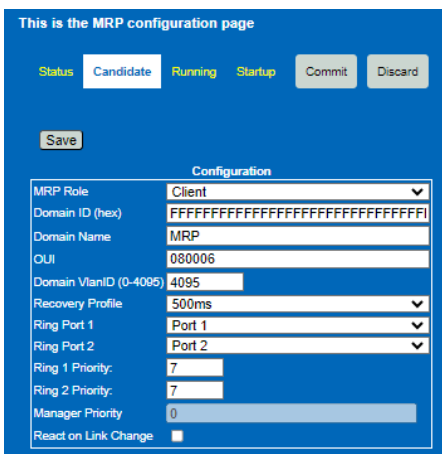 This is the MRP configuration page
Status Candidate Running Startup Commit Discard
Save
Configuration
MRP Role Client
Domain ID (hex) FFFFFFFFFFFFFFFFFFFFFFFFFFFFFFF
Domain Name MRP
OUI 080006
Domain VlanID (0-4095) 4095
Recovery Profile 500ms
Ring Port 1 Port 1
Ring Port 2 Port 2
Ring 1 Priority: 7
Ring 2 Priority: 7
Manager Priority 0
React on Link Change